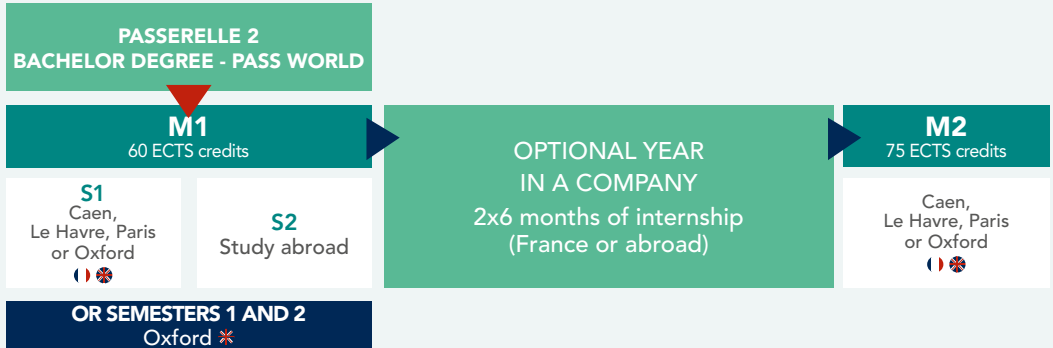 PASSERELLE 2
BACHELOR DEGREE - PASS WORLD
M1
60 ECTS credits
S1
Caen,
Le Havre, Paris
or Oxford
S2
Study abroad
OR SEMESTERS 1 AND 2
Oxford
OPTIONAL YEAR
IN A COMPANY
2x6 months of internship
(France or abroad)
M2
75 ECTS credits
Caen,
Le Havre, Paris
or Oxford